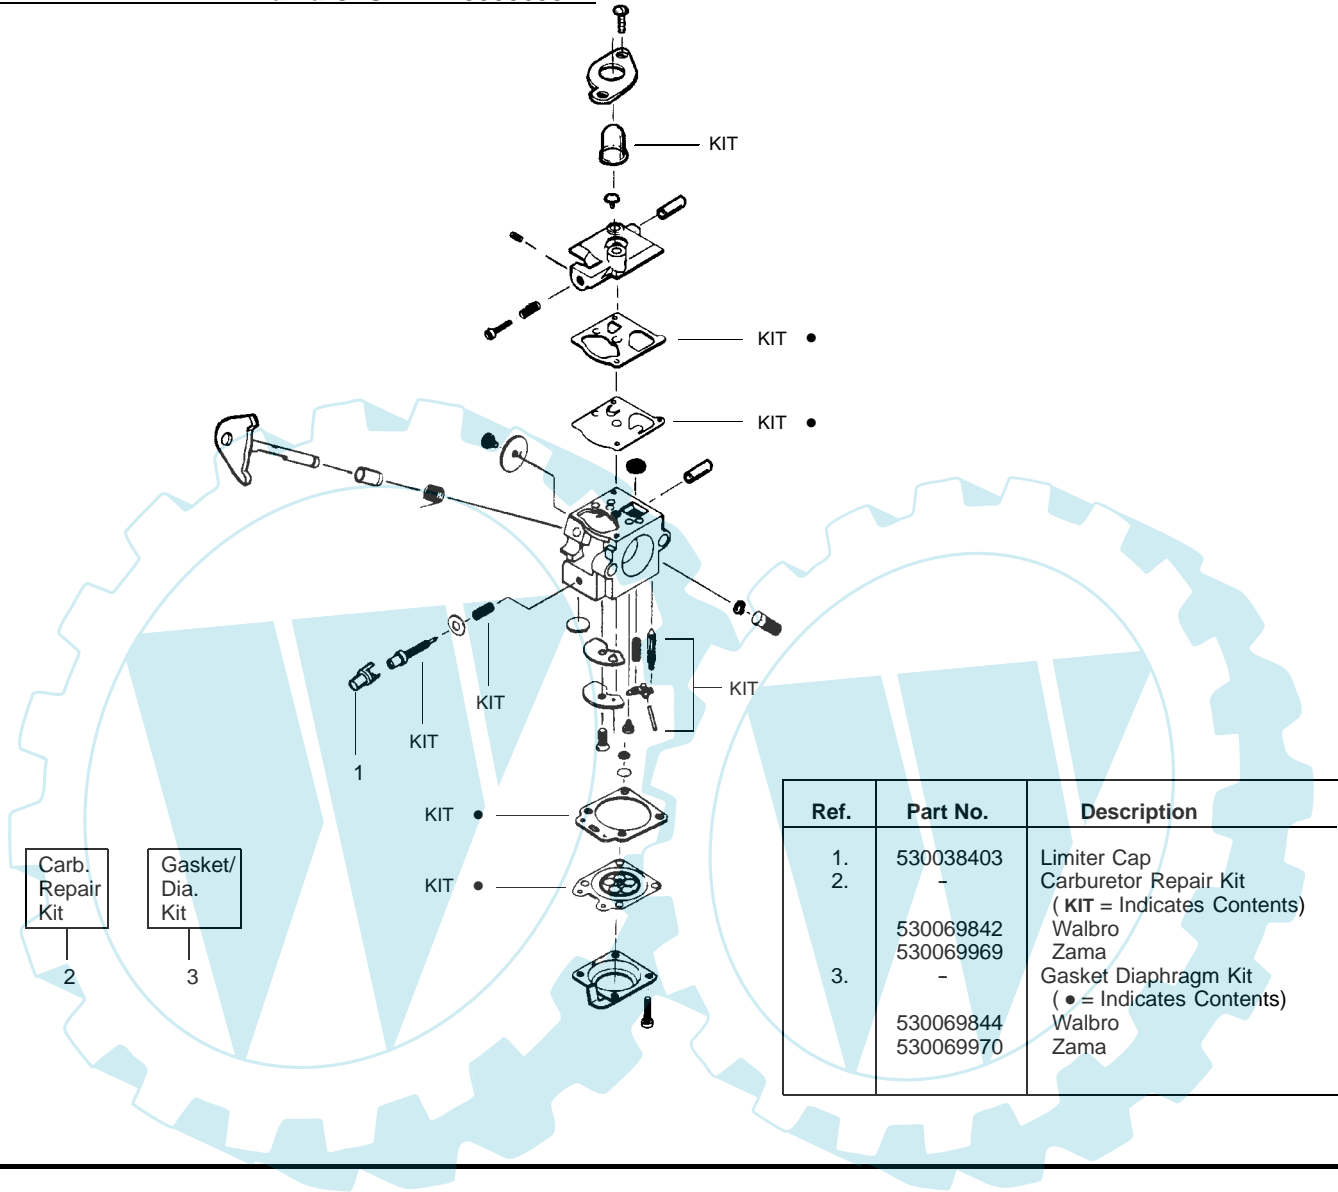 KIT
KIT ●
KIT ●
KIT
KIT
KIT
1
KIT ●
KIT ●
Carb.
Repair
Kit
2
Gasket/
Dia.
Kit
3
Ref. Part No. Description
1. 530038403 Limiter Cap
2. - Carburetor Repair Kit
( KIT = Indicates Contents)
530069842 Walbro
530069969 Zama
3. - Gasket Diaphragm Kit
( ● = Indicates Contents)
530069844 Walbro
530069970 Zama